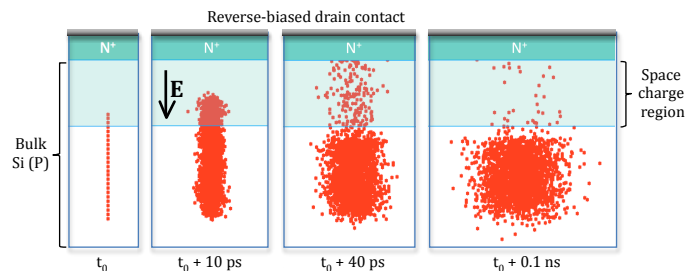 Reverse-biased drain contact
N⁺
N⁺
N⁺
N⁺
E
Space
charge
region
Bulk
Si (P)
t₀
t₀ + 10 ps
t₀ + 40 ps
t₀ + 0.1 ns